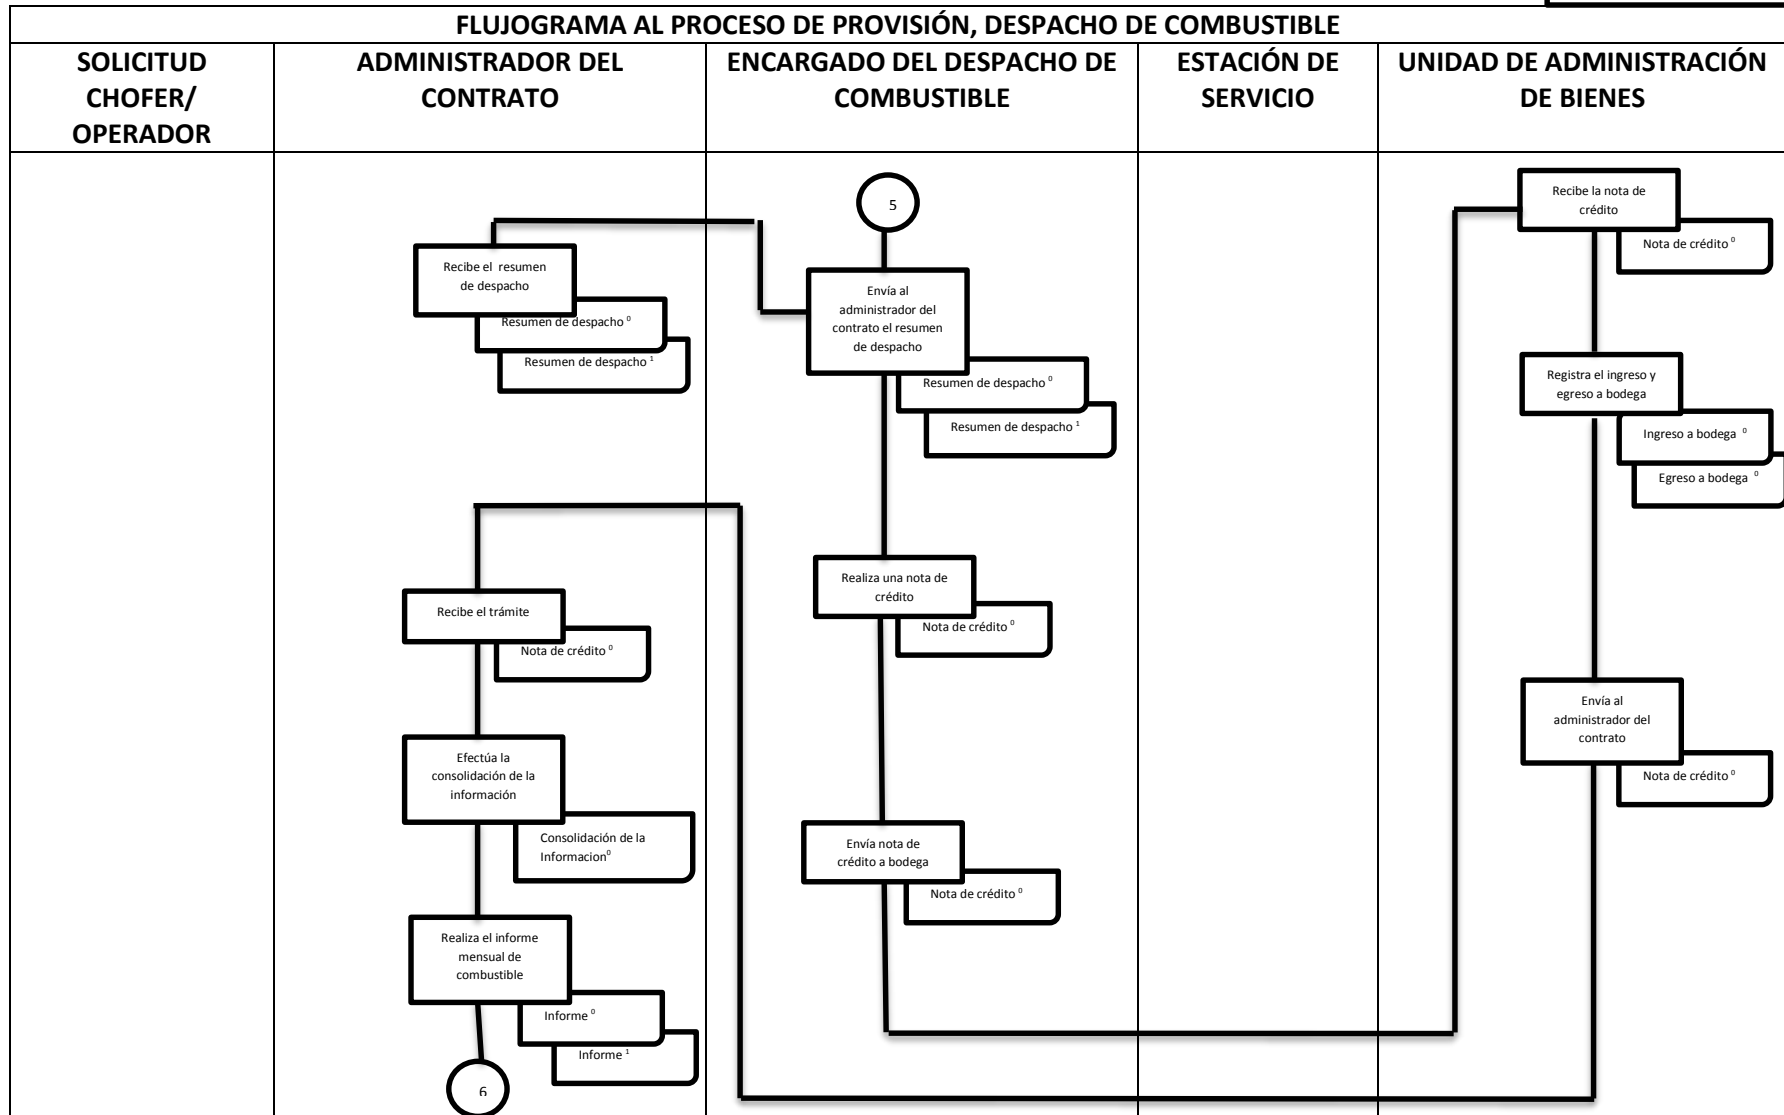 FLUJOGRAMA AL PROCESO DE PROVISIÓN, DESPACHO DE COMBUSTIBLE
SOLICITUD
CHOFER/
OPERADOR
ADMINISTRADOR DEL
CONTRATO
ENCARGADO DEL DESPACHO DE
COMBUSTIBLE
ESTACIÓN DE
SERVICIO
UNIDAD DE ADMINISTRACIÓN
DE BIENES
Recibe el resumen
de despacho
Resumen de despacho ⁰
Resumen de despacho ¹
Recibe el trámite
Nota de crédito ⁰
Efectúa la
consolidación de la
información
Consolidación de la
Informacion⁰
Realiza el informe
mensual de
combustible
Informe ⁰
Informe ¹
6
5
Envía al
administrador del
contrato el resumen
de despacho
Resumen de despacho ⁰
Resumen de despacho ¹
Realiza una nota de
crédito
Nota de crédito ⁰
Envía nota de
crédito a bodega
Nota de crédito ⁰
Recibe la nota de
crédito
Nota de crédito ⁰
Registra el ingreso y
egreso a bodega
Ingreso a bodega ⁰
Egreso a bodega ⁰
Envía al
administrador del
contrato
Nota de crédito ⁰